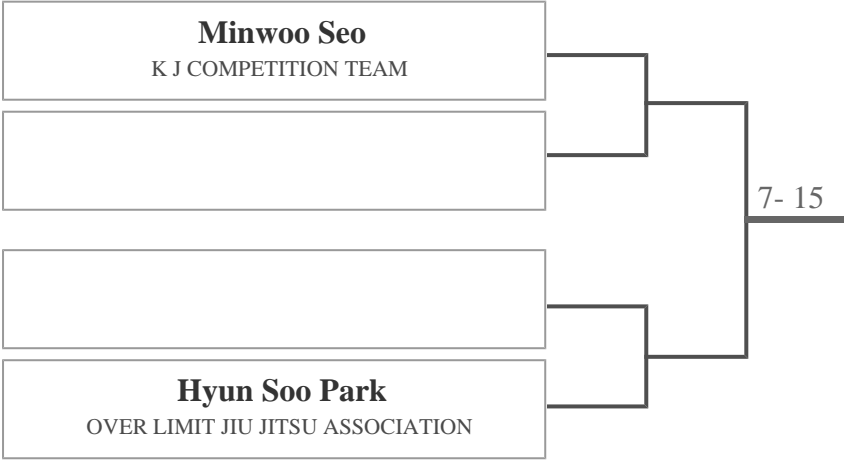 Minwoo Seo
K J COMPETITION TEAM
7- 15
Hyun Soo Park
OVER LIMIT JIU JITSU ASSOCIATION